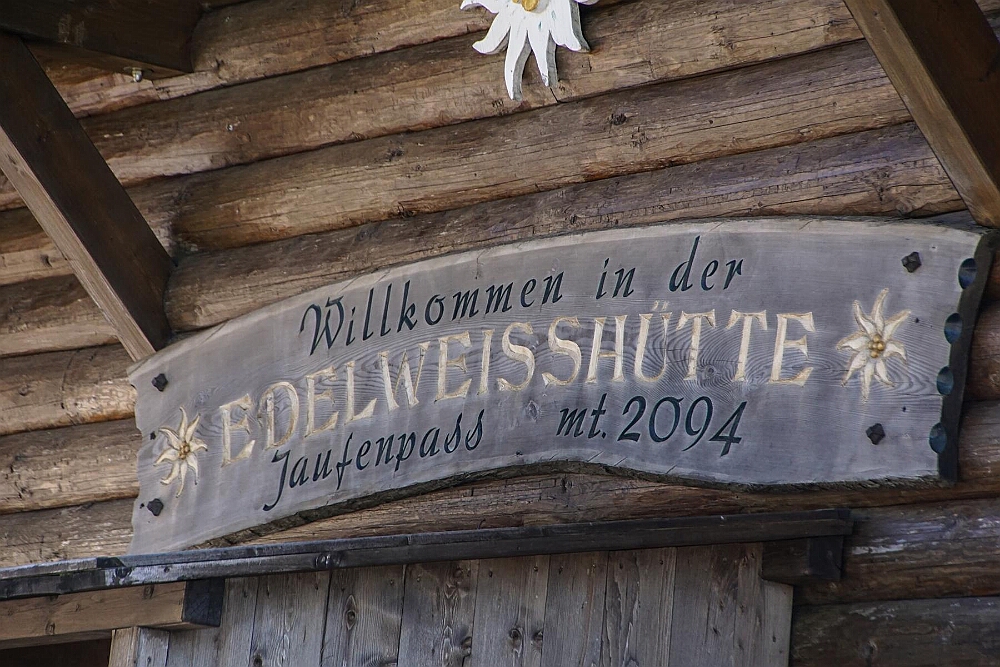 Willkommen in der
EDELWEISSHÜTTE
Jaufenpass mt. 2094